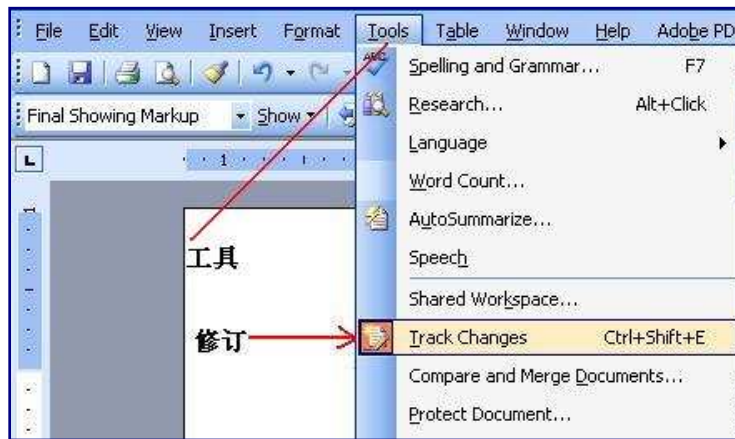 File Edit View Insert Format Tools Table Window Help Adobe PD
Final Showing Markup Show
Spelling and Grammar... F7
Research... Alt+Click
Language
Word Count...
AutoSummarize...
Speech
Shared Workspace...
Track Changes Ctrl+Shift+E
Compare and Merge Documents...
Protect Document...
工具
修订